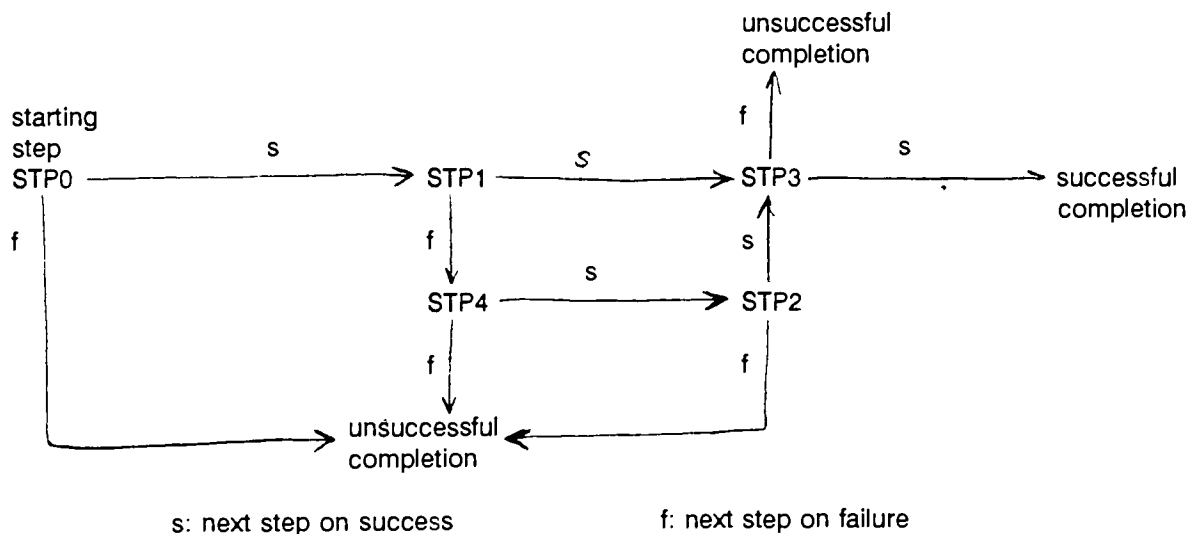 unsuccessful
completion
starting
step
STP0
s
STP1
s
STP3
s
successful
completion
f
f
f
s
STP4
s
STP2
f
f
unsuccessful
completion
s: next step on success
f: next step on failure